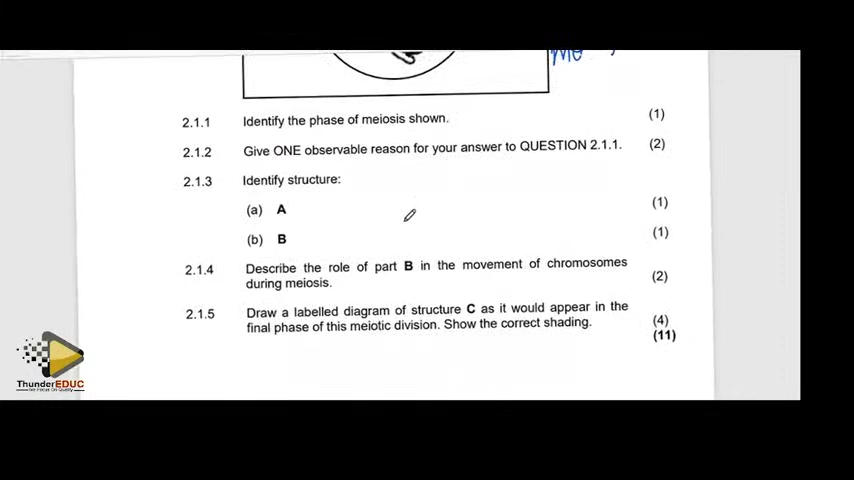 2.1.1 Identify the phase of meiosis shown. (1)
2.1.2 Give ONE observable reason for your answer to QUESTION 2.1.1. (2)
2.1.3 Identify structure:
(a) A (1)
(b) B (1)
2.1.4 Describe the role of part B in the movement of chromosomes
during meiosis. (2)
2.1.5 Draw a labelled diagram of structure C as it would appear in the
final phase of this meiotic division. Show the correct shading. (4)
(11)
ThunderEDUC
We Focus On Quality